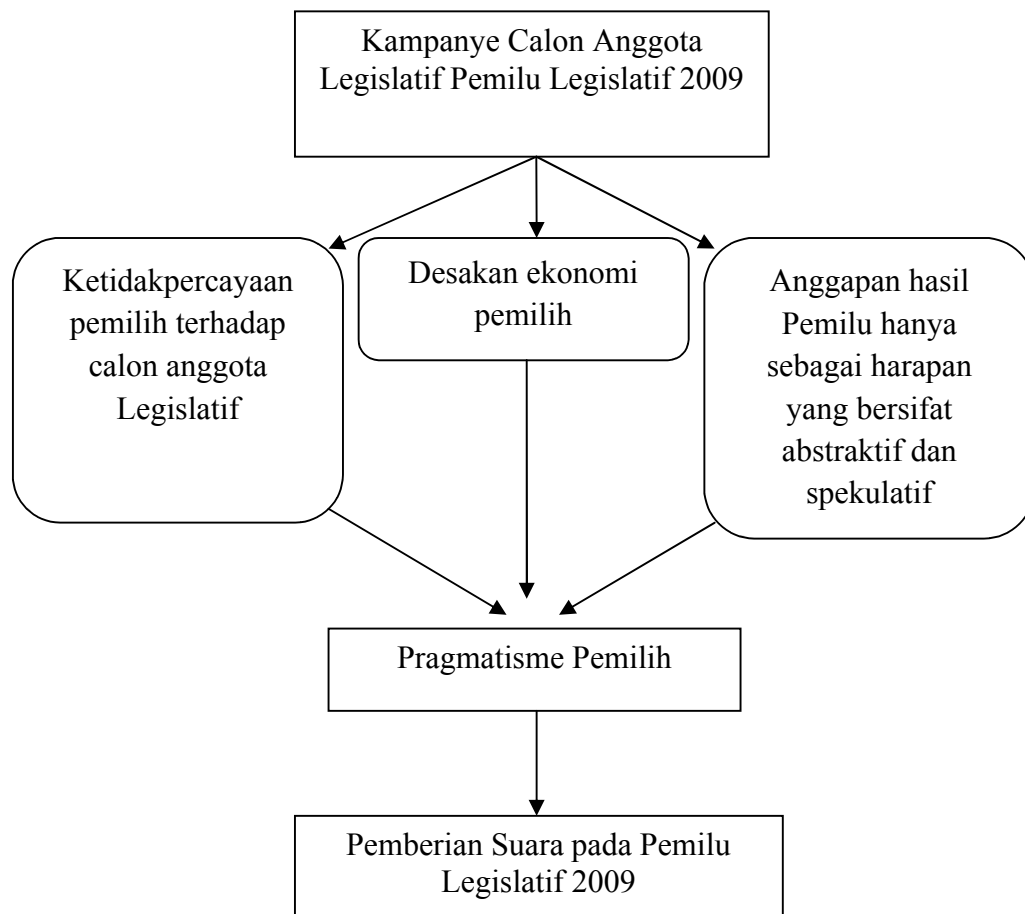 Kampanye Calon Anggota
Legislatif Pemilu Legislatif 2009
Ketidakpercayaan
pemilih terhadap
calon anggota
Legislatif
Desakan ekonomi
pemilih
Anggapan hasil
Pemilu hanya
sebagai harapan
yang bersifat
abstraktif dan
spekulatif
Pragmatisme Pemilih
Pemberian Suara pada Pemilu
Legislatif 2009